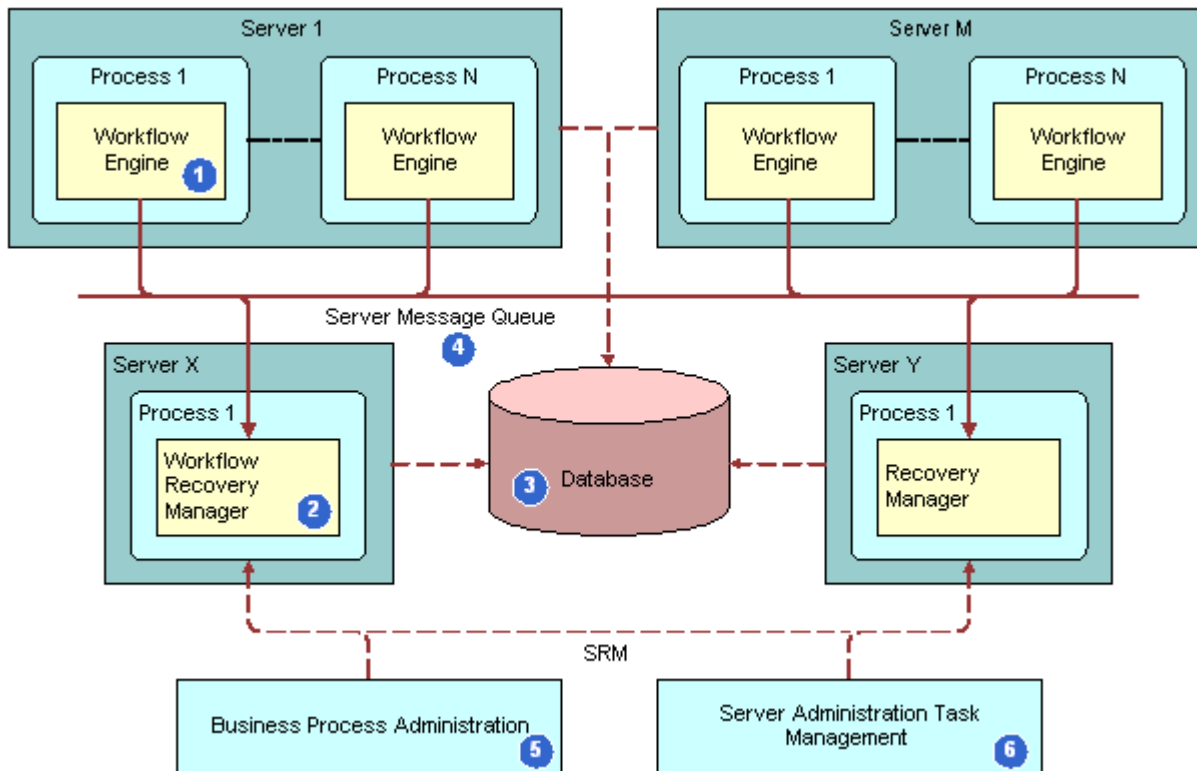 Server 1
Process 1
Workflow
Engine
1
Process N
Workflow
Engine
Server M
Process 1
Workflow
Engine
Process N
Workflow
Engine
Server Message Queue
4
Server X
Process 1
Workflow
Recovery
Manager
2
3
Database
Server Y
Process 1
Recovery
Manager
SRM
Business Process Administration
5
Server Administration Task
Management
6